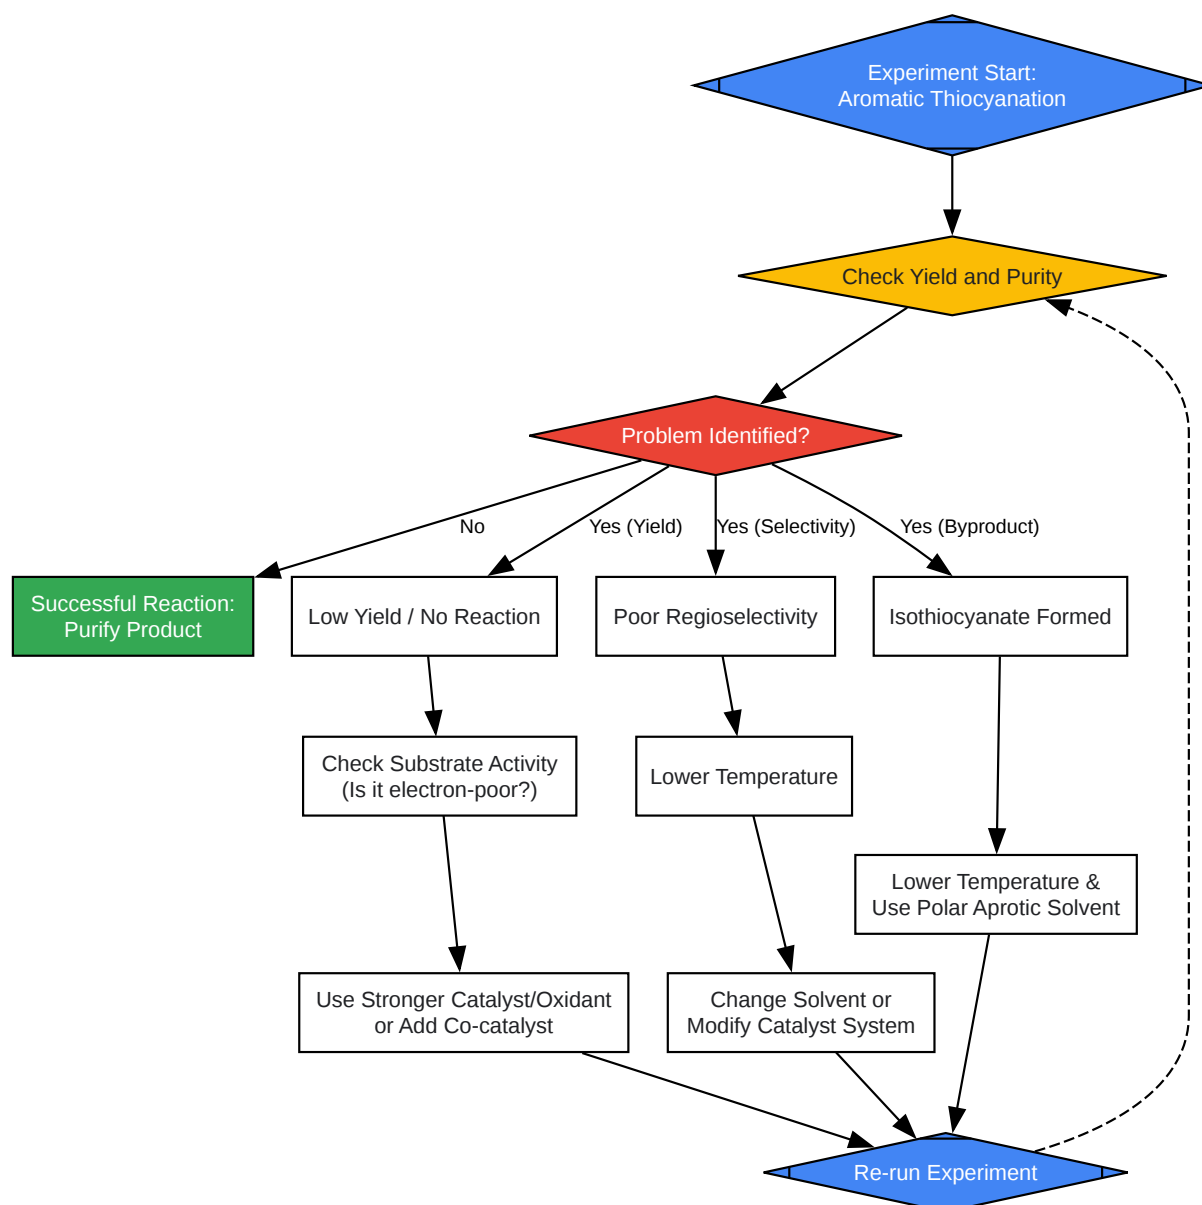 Experiment Start:
Aromatic Thiocyanation
Check Yield and Purity
Problem Identified?
No
Yes (Yield)
Yes (Selectivity)
Yes (Byproduct)
Successful Reaction:
Purify Product
Low Yield / No Reaction
Poor Regioselectivity
Isothiocyanate Formed
Check Substrate Activity
(Is it electron-poor?)
Lower Temperature
Lower Temperature &
Use Polar Aprotic Solvent
Use Stronger Catalyst/Oxidant
or Add Co-catalyst
Change Solvent or
Modify Catalyst System
Re-run Experiment